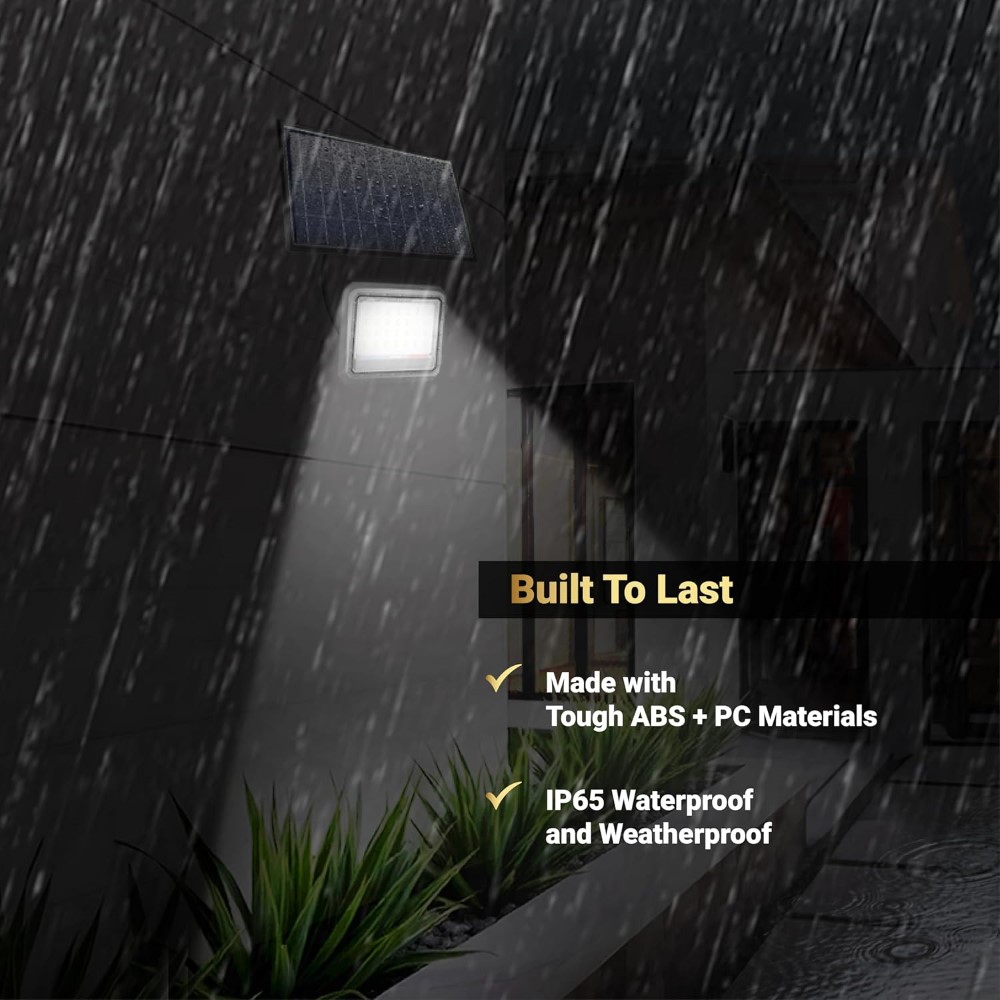 Built To Last
Made with
Tough ABS + PC Materials
IP65 Waterproof
and Weatherproof